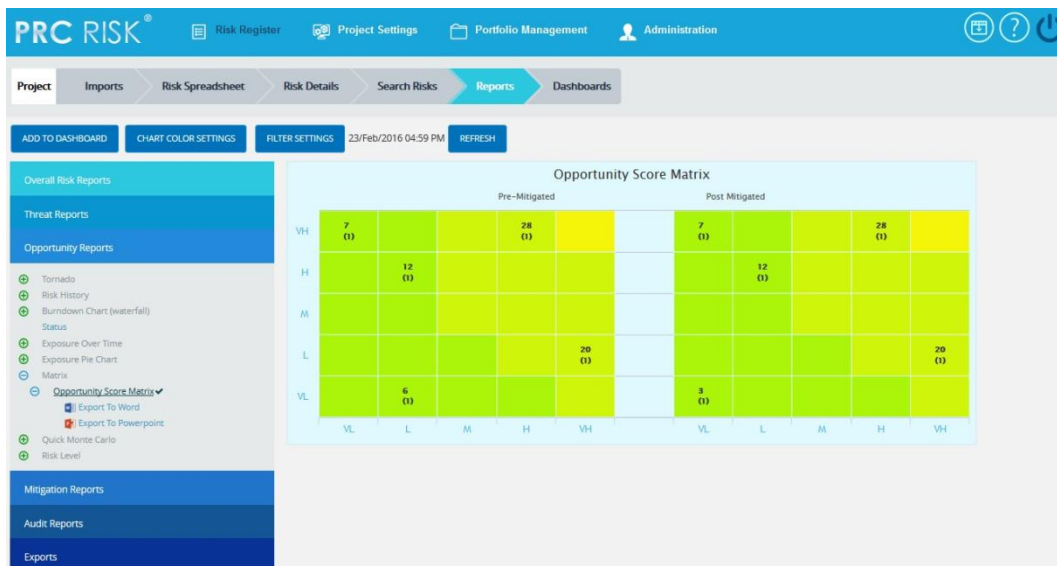 PRC RISK®
Risk Register Project Settings Portfolio Management Administration
Project Imports Risk Spreadsheet Risk Details Search Risks Reports Dashboards
ADD TO DASHBOARD CHART COLOR SETTINGS FILTER SETTINGS 23/Feb/2016 04:59 PM REFRESH
Overall Risk Reports
Threat Reports
Opportunity Reports
Tornado
Risk History
Burndown Chart (waterfall)
Status
Exposure Over Time
Exposure Pie Chart
Matrix
Opportunity Score Matrix✔
Export To Word
Export To Powerpoint
Quick Monte Carlo
Risk Level
Mitigation Reports
Audit Reports
Exports
Opportunity Score Matrix
Pre-Mitigated Post Mitigated
VH 7 28 7 28
(1) (1) (1) (1)
H 12 12
(1) (1)
M
L 20 20
(1) (1)
VL 6 3
(1) (1)
VL L M H VH VL L M H VH